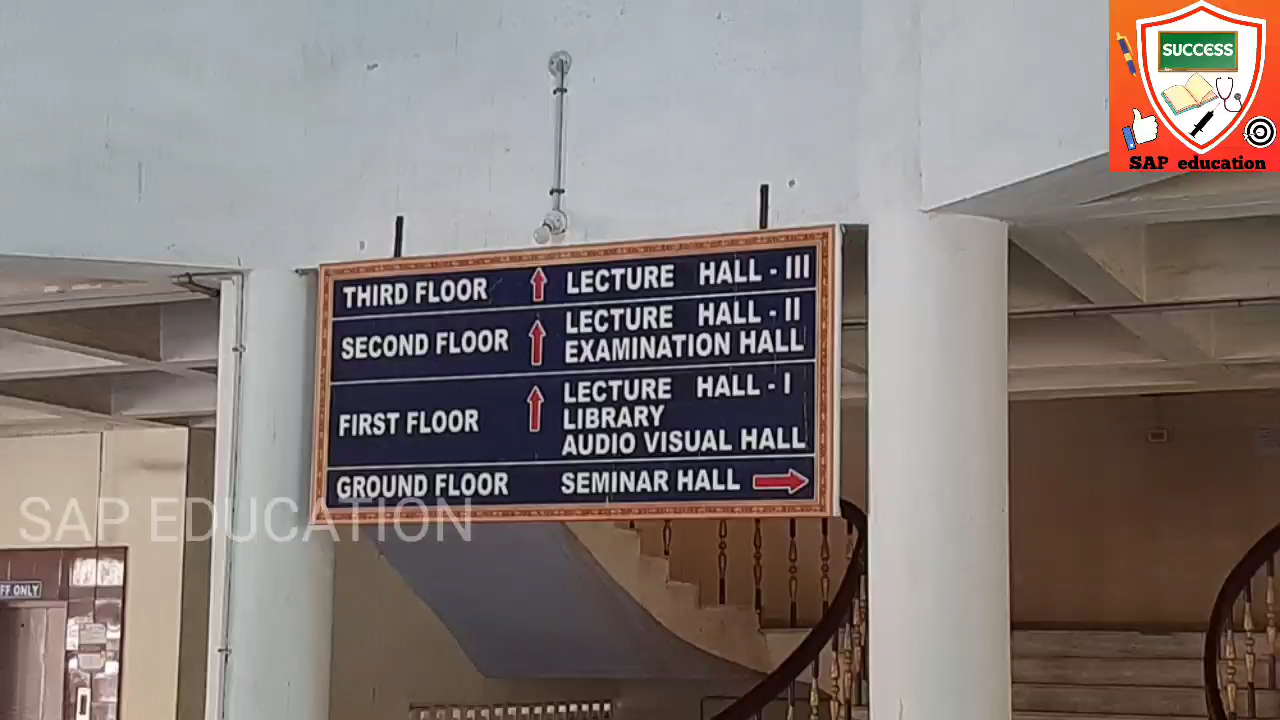 SUCCESS
SAP education
THIRD FLOOR LECTURE HALL - III
SECOND FLOOR LECTURE HALL - II
EXAMINATION HALL
FIRST FLOOR LECTURE HALL - I
LIBRARY
AUDIO VISUAL HALL
GROUND FLOOR SEMINAR HALL
SAP EDUCATION
ONLY